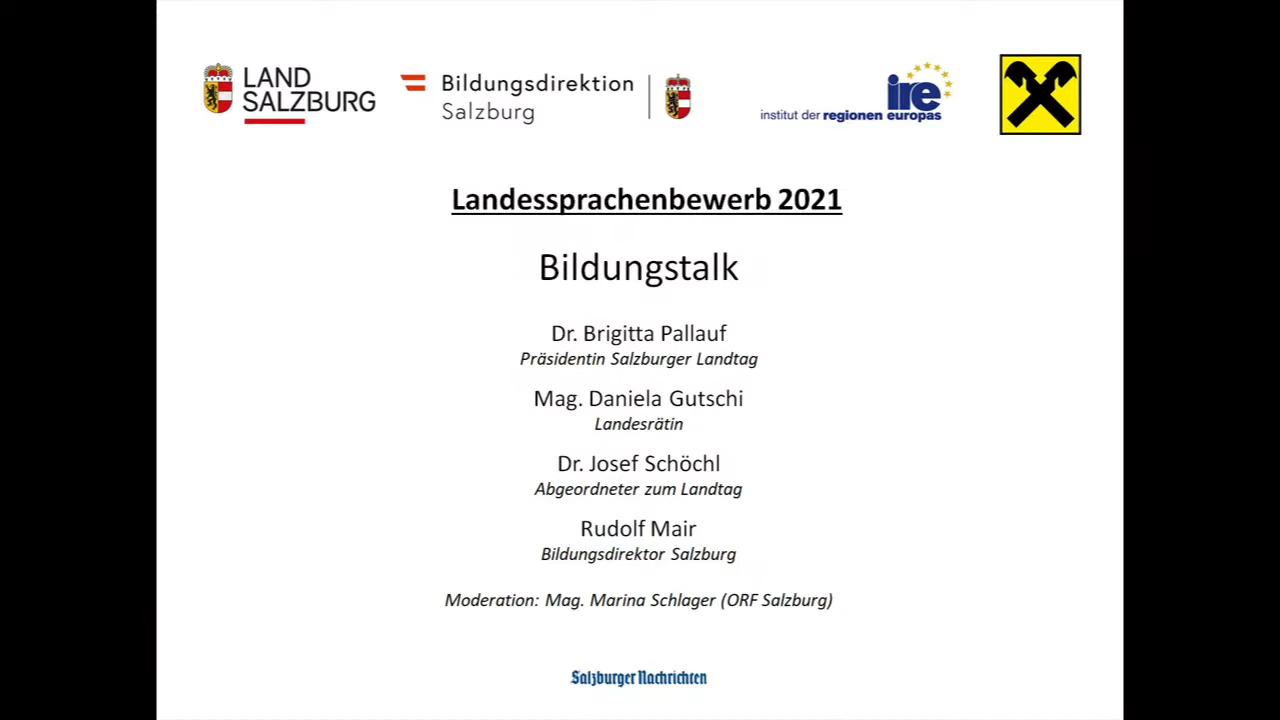 LAND
SALZBURG
Bildungsdirektion
Salzburg
ire
institut der regionen europas
Landessprachenbewerb 2021
Bildungstalk
Dr. Brigitta Pallauf
Präsidentin Salzburger Landtag
Mag. Daniela Gutschi
Landesrätin
Dr. Josef Schöchl
Abgeordneter zum Landtag
Rudolf Mair
Bildungsdirektor Salzburg
Moderation: Mag. Marina Schlager (ORF Salzburg)
Salzburger Nachrichten